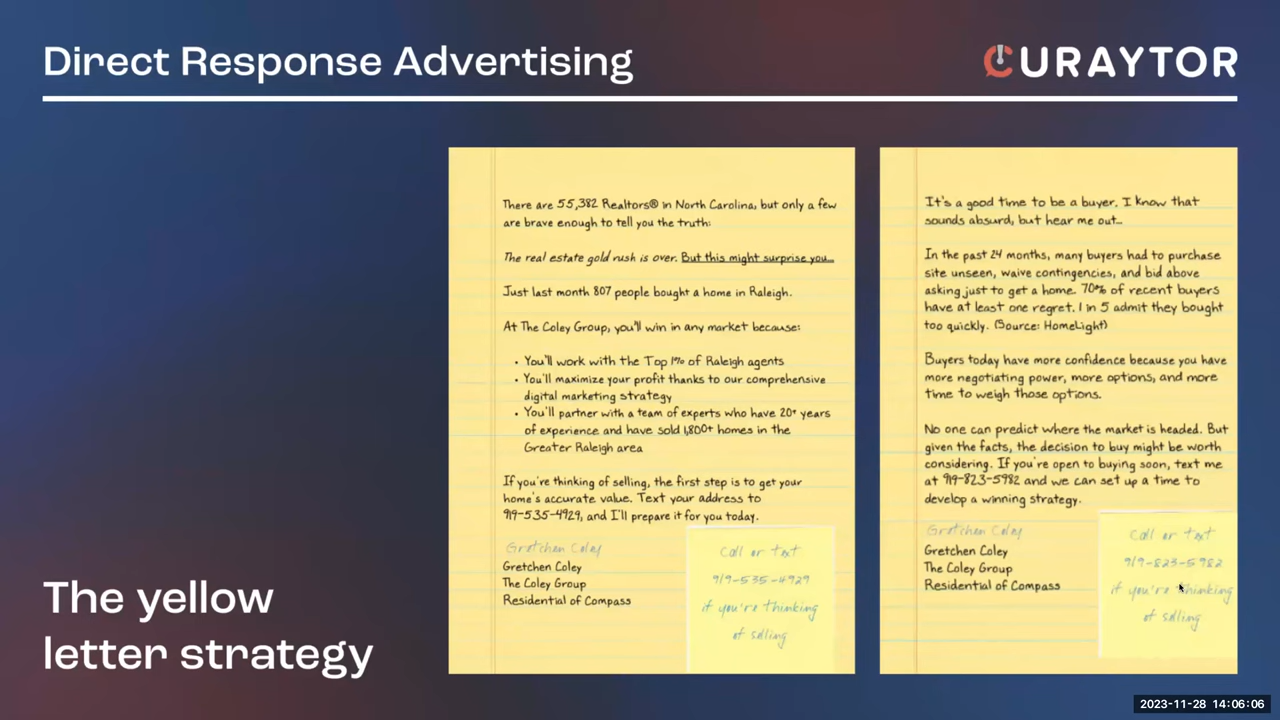 Direct Response Advertising
CURAYTOR
There are 55,382 Realtors® in North Carolina, but only a few
are brave enough to tell you the truth:
The real estate gold rush is over. But this might surprise you...
Just last month 807 people bought a home in Raleigh.
At The Coley Group, you'll win in any market because:
• You'll work with the Top 1% of Raleigh agents
• You'll maximize your profit thanks to our comprehensive
digital marketing strategy
• You'll partner with a team of experts who have 20+ years
of experience and have sold 1,800+ homes in the
Greater Raleigh area
If you're thinking of selling, the first step is to get your
home's accurate value. Text your address to
919-535-4929, and I'll prepare it for you today.
Gretchen Coley
Gretchen Coley
The Coley Group
Residential of Compass
Call or text
919-535-4929
if you're thinking
of selling
It's a good time to be a buyer. I know that
sounds absurd, but hear me out...
In the past 24 months, many buyers had to purchase
site unseen, waive contingencies, and bid above
asking just to get a home. 70% of recent buyers
have at least one regret. 1 in 5 admit they bought
too quickly. (Source: HomeLight)
Buyers today have more confidence because you have
more negotiating power, more options, and more
time to weigh those options.
No one can predict where the market is headed. But
given the facts, the decision to buy might be worth
considering. If you're open to buying soon, text me
at 919-823-5982 and we can set up a time to
develop a winning strategy.
Gretchen Coley
Gretchen Coley
The Coley Group
Residential of Compass
Call or text
919-823-5982
if you're thinking
of selling
The yellow
letter strategy
2023-11-28 14:06:06